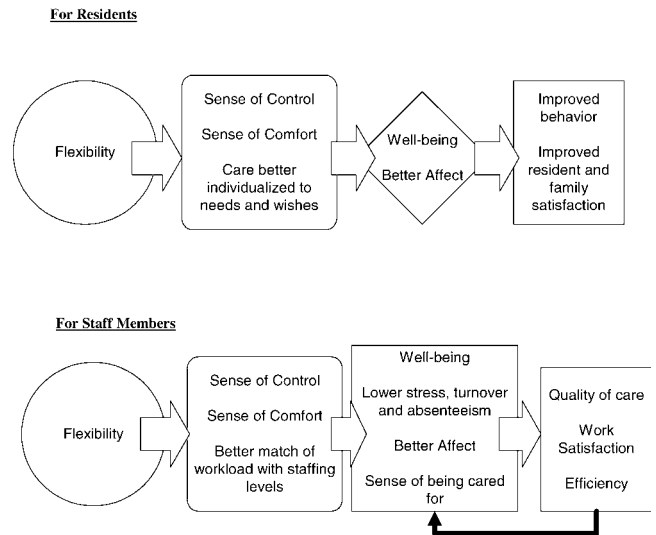 For Residents
Flexibility
Sense of Control
Sense of Comfort
Care better
individualized to
needs and wishes
Well-being
Better Affect
Improved
behavior
Improved
resident and
family
satisfaction
For Staff Members
Flexibility
Sense of Control
Sense of Comfort
Better match of
workload with staffing
levels
Well-being
Lower stress, turnover
and absenteeism
Better Affect
Sense of being cared
for
Quality of care
Work
Satisfaction
Efficiency